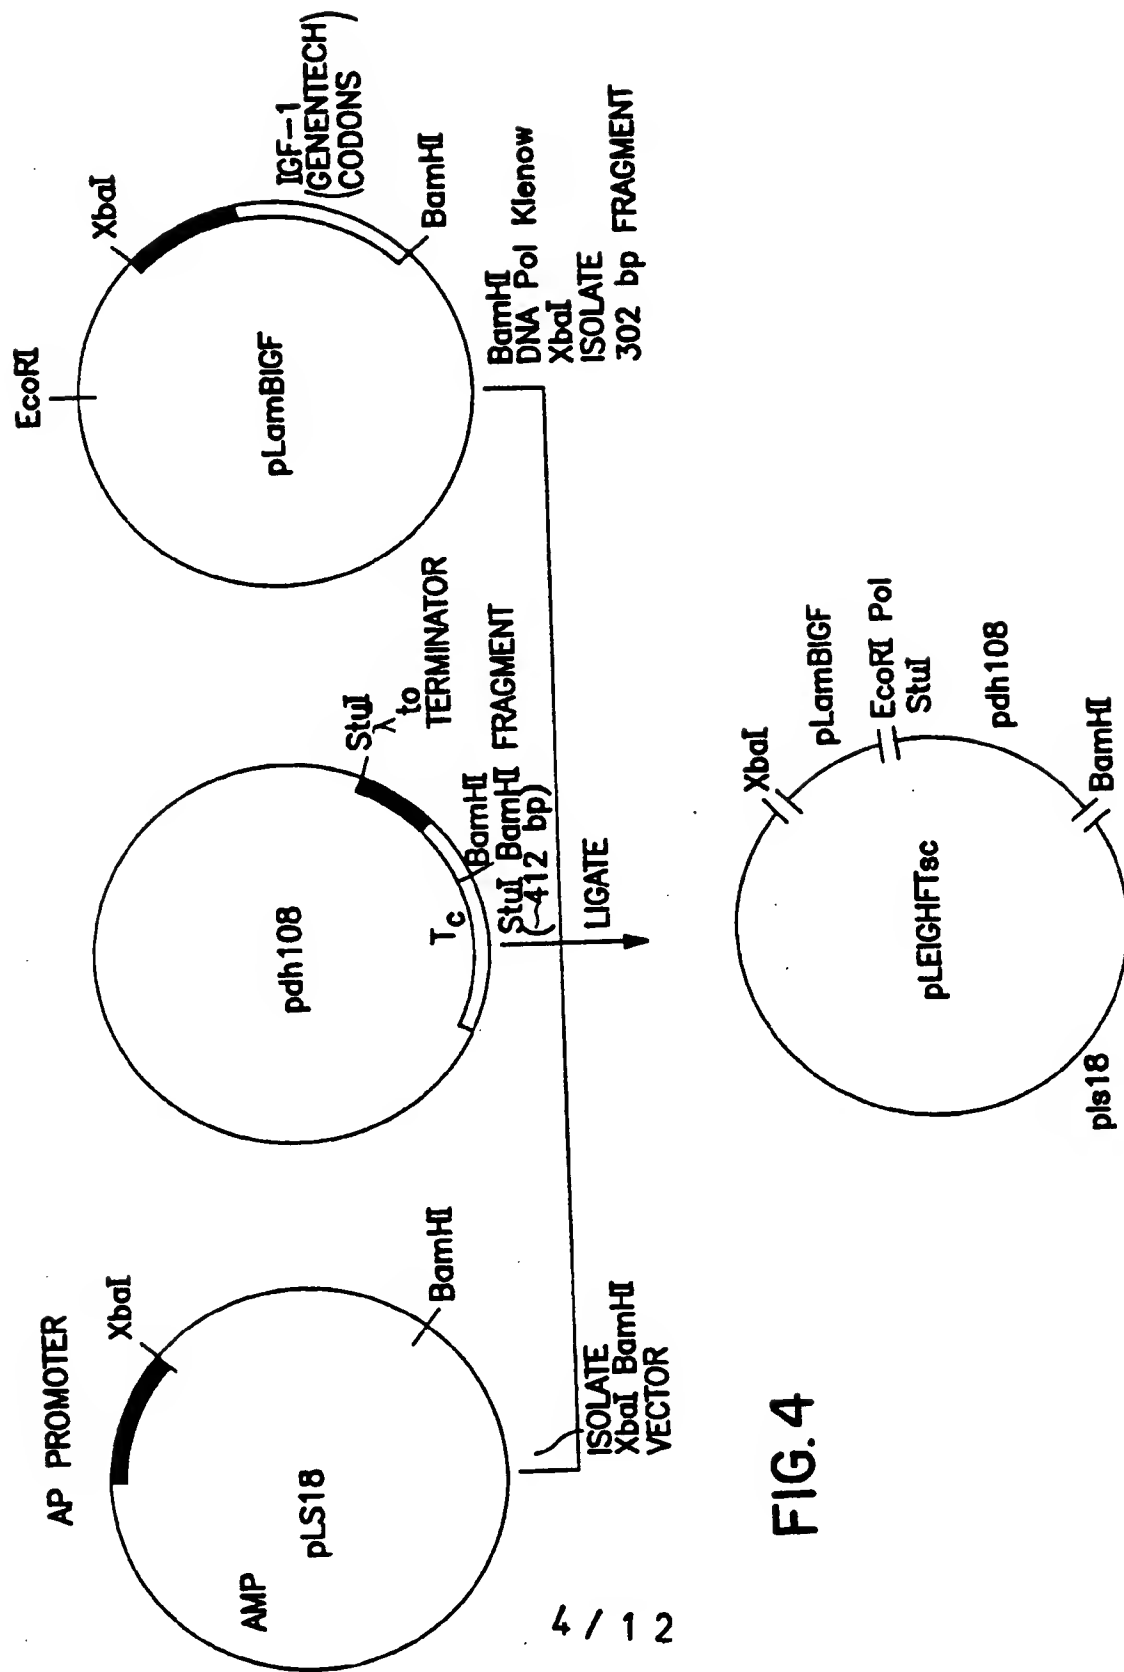 AP PROMOTER
XbaI
BamHI
AMP
pLS18
ISOLATE
XbaI BamHI
VECTOR
pdh108
StuI
λ to
TERMINATOR
Tc
BamHI
StuI BamHI FRAGMENT
(~412 bp)
LIGATE
EcoRI
XbaI
IGF-1
(GENENTECH)
(CODONS
BamHI
pLamBIGF
BamHI
DNA Pol Klenow
XbaI
ISOLATE
302 bp FRAGMENT
XbaI
pLamBIGF
EcoRI Pol
StuI
pdh108
BamHI
pLEIGHFTsc
pls18
FIG. 4
4/12